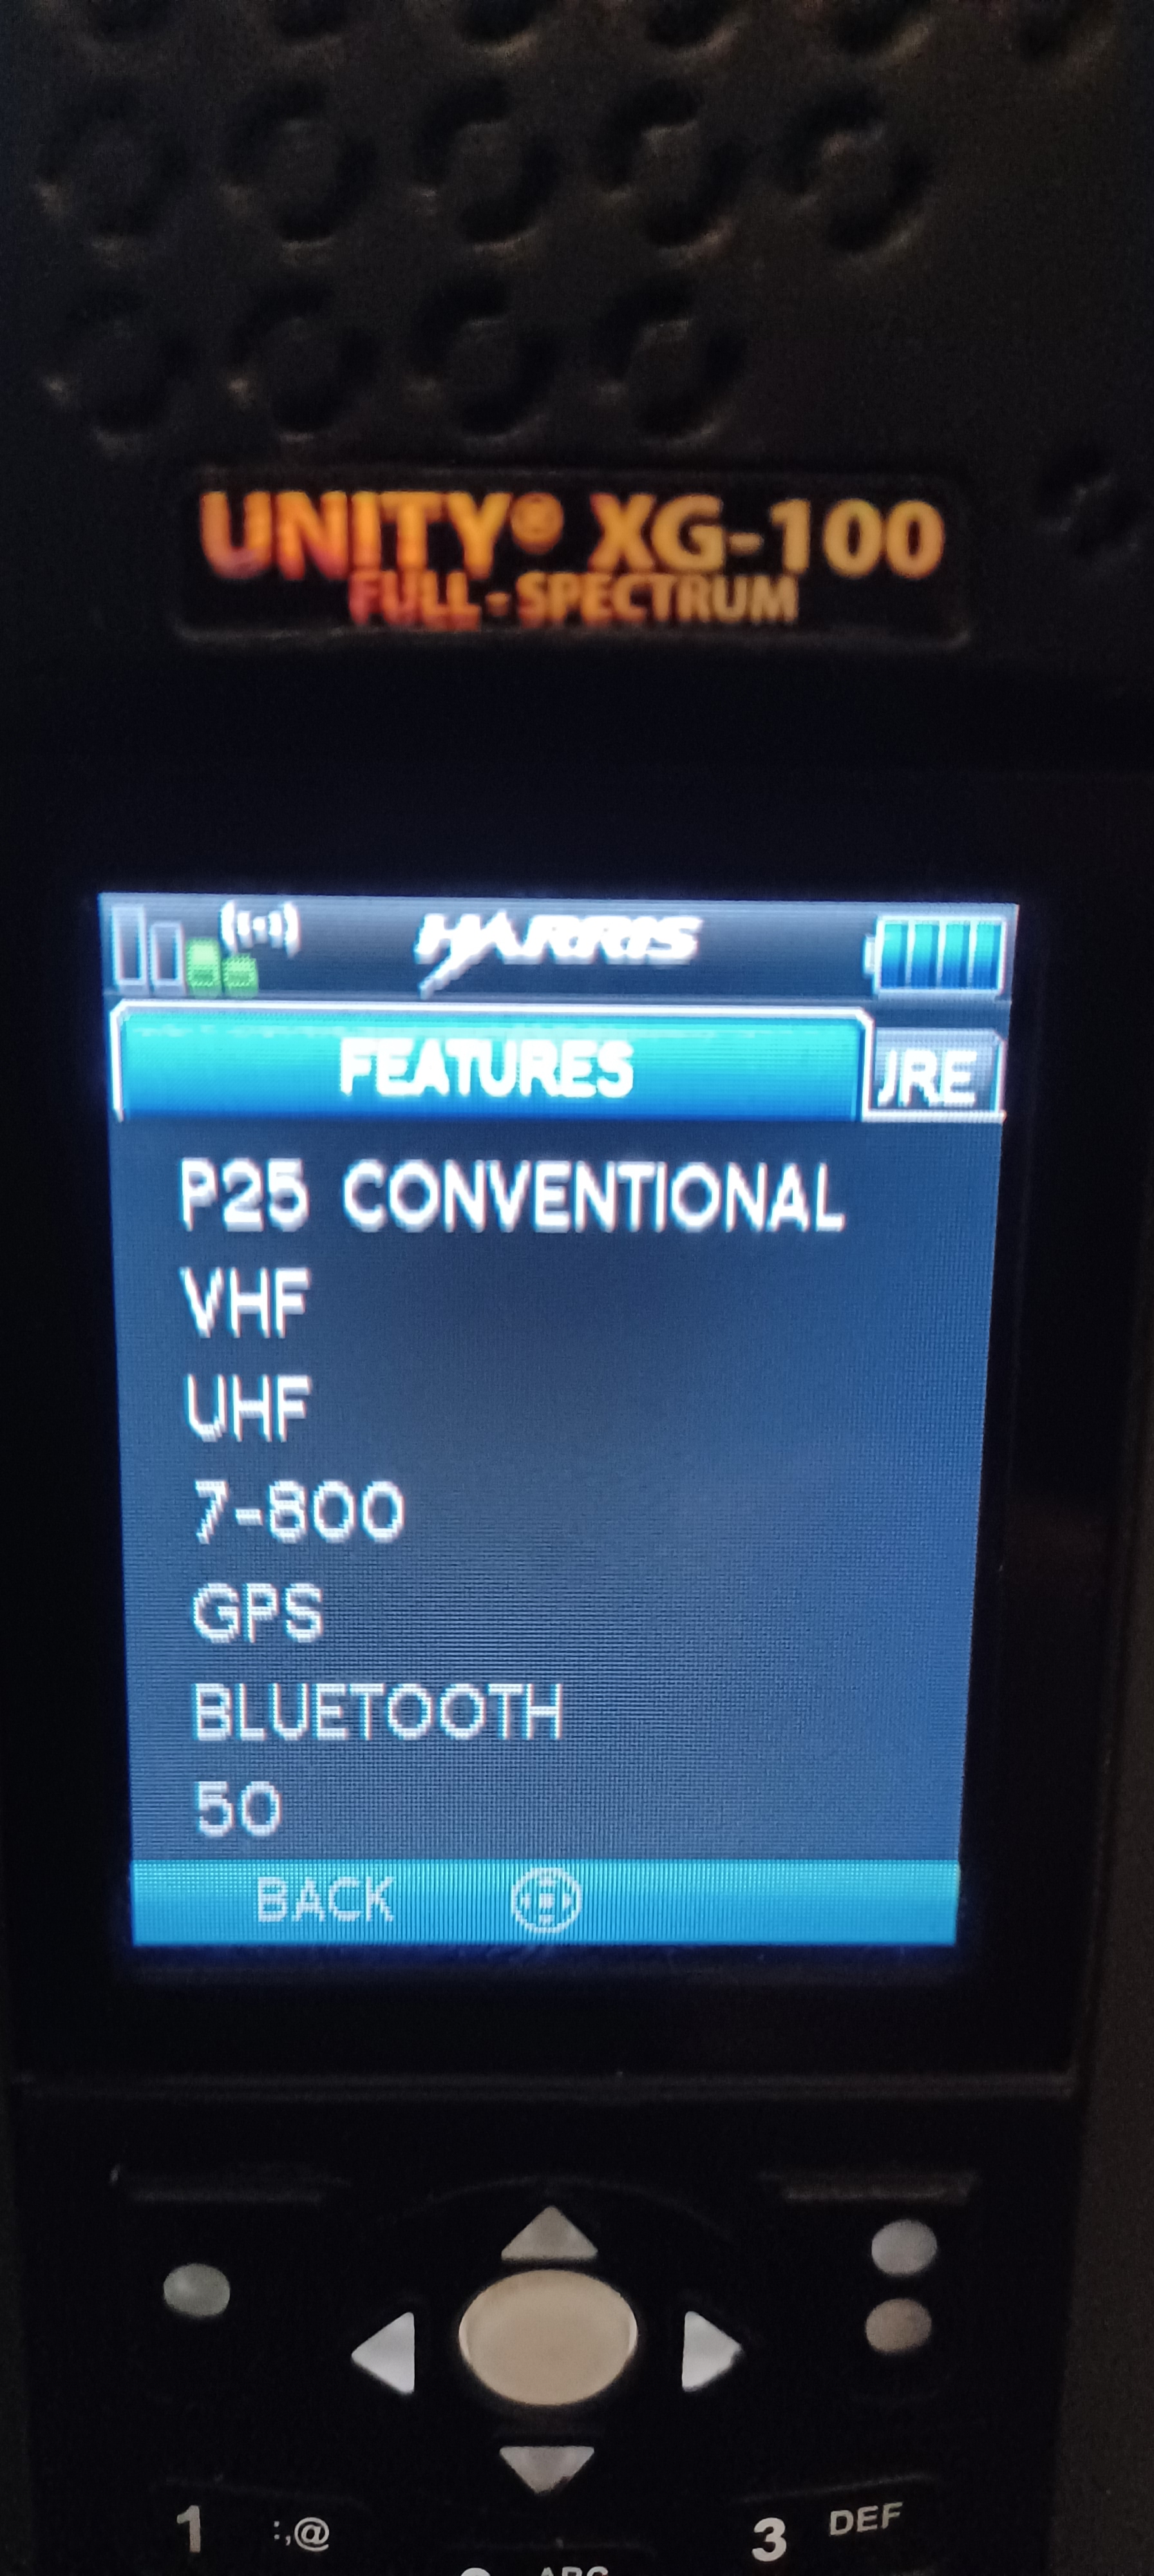 UNITY® XG-100
FULL-SPECTRUM
HARRIS
FEATURES
JRE
P25 CONVENTIONAL
VHF
UHF
7-800
GPS
BLUETOOTH
50
BACK
1 :,@
3 DEF
ABC